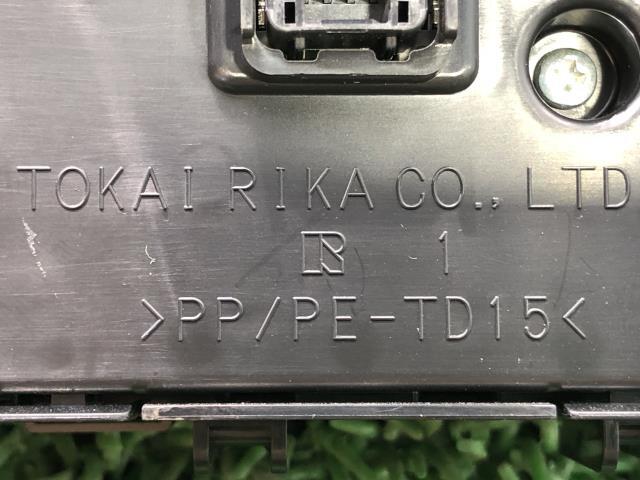 TOKAI RIKA CO., LTD
R 1
>PP/PE-TD15<